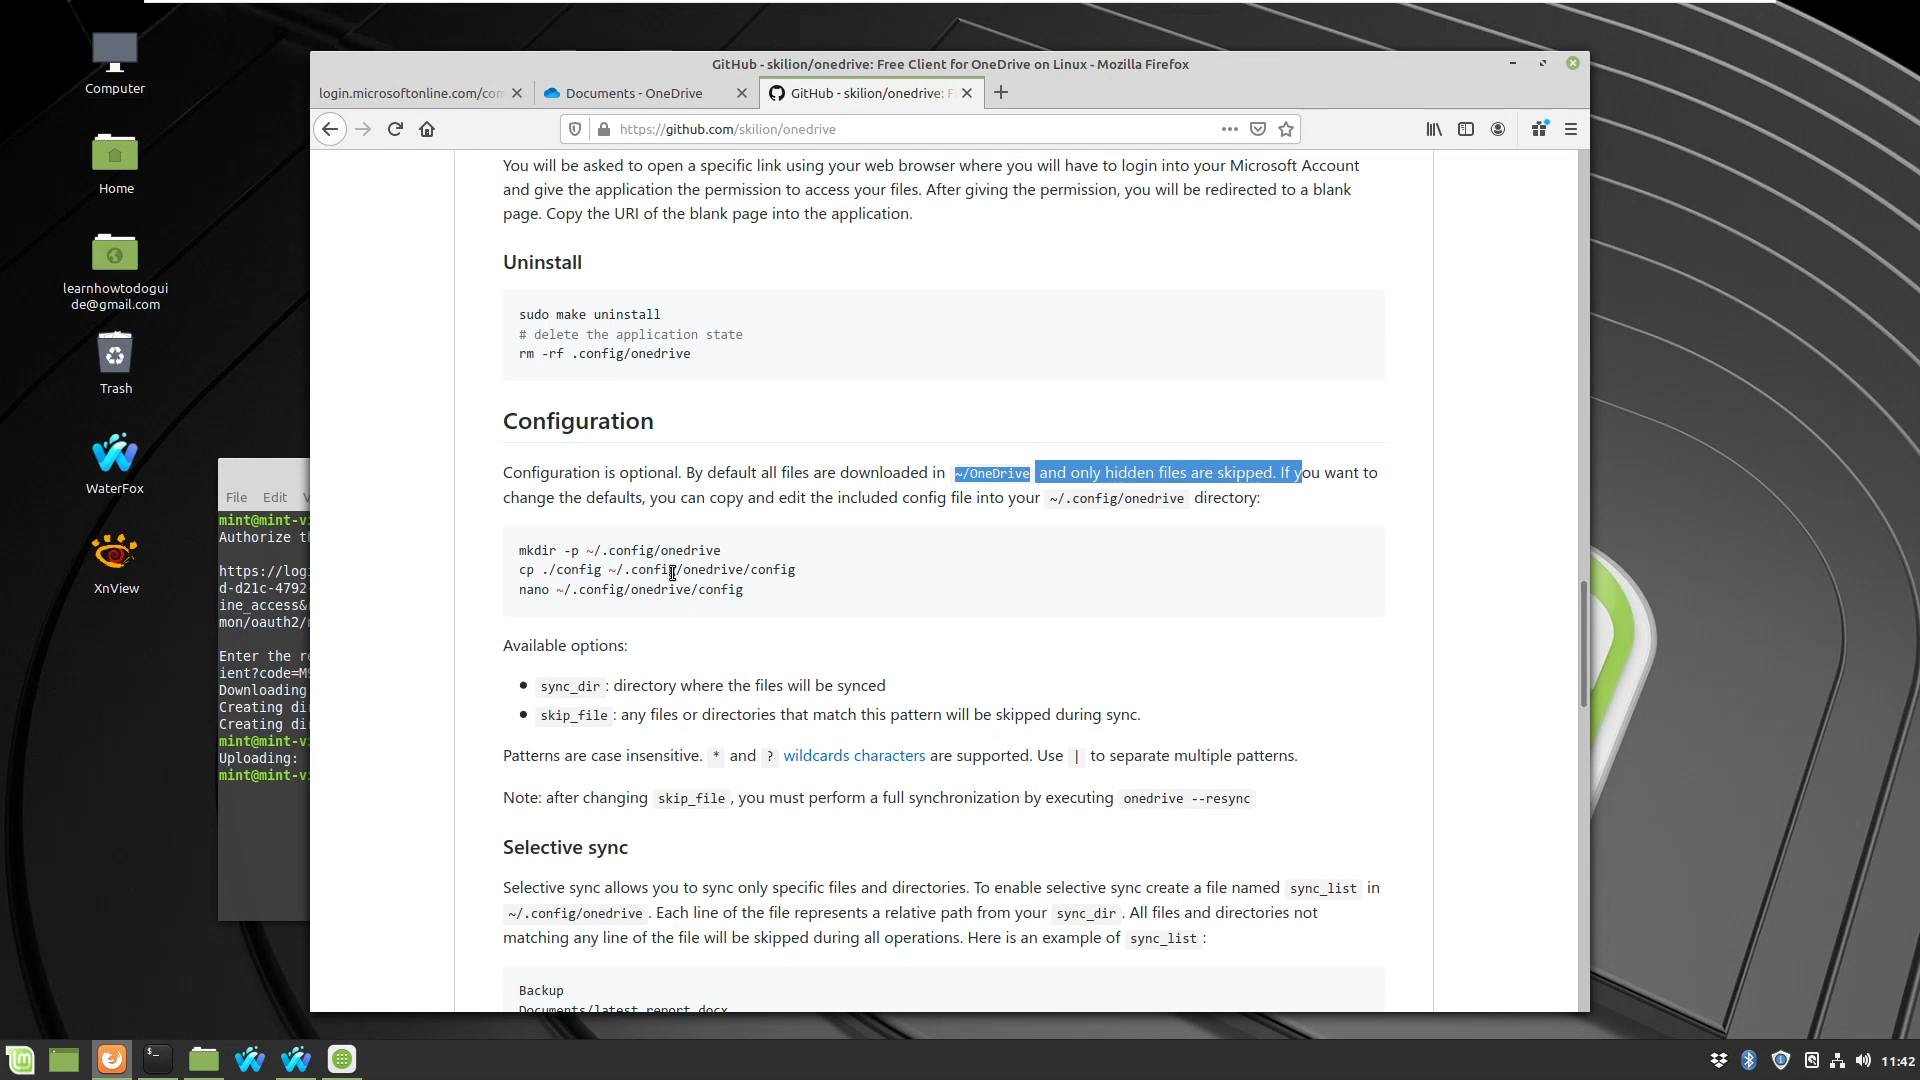 Computer
Home
learnhowtodogui
de@gmail.com
Trash
WaterFox
XnView
File Edit V
mint@mint-v
Authorize t
https://log
d-d21c-4792
ine_access&
mon/oauth2/
Enter the r
ient?code=M
Downloading
Creating di
Creating di
mint@mint-v
Uploading:
mint@mint-v
GitHub - skilion/onedrive: Free Client for OneDrive on Linux - Mozilla Firefox
login.microsoftonline.com/com
Documents - OneDrive
GitHub - skilion/onedrive: F
https://github.com/skilion/onedrive
You will be asked to open a specific link using your web browser where you will have to login into your Microsoft Account
and give the application the permission to access your files. After giving the permission, you will be redirected to a blank
page. Copy the URI of the blank page into the application.
Uninstall
sudo make uninstall
# delete the application state
rm -rf .config/onedrive
Configuration
Configuration is optional. By default all files are downloaded in ~/OneDrive and only hidden files are skipped. If you want to
change the defaults, you can copy and edit the included config file into your ~/.config/onedrive directory:
mkdir -p ~/.config/onedrive
cp ./config ~/.config/onedrive/config
nano ~/.config/onedrive/config
Available options:
• sync_dir : directory where the files will be synced
• skip_file : any files or directories that match this pattern will be skipped during sync.
Patterns are case insensitive. * and ? wildcards characters are supported. Use | to separate multiple patterns.
Note: after changing skip_file , you must perform a full synchronization by executing onedrive --resync
Selective sync
Selective sync allows you to sync only specific files and directories. To enable selective sync create a file named sync_list in
~/.config/onedrive . Each line of the file represents a relative path from your sync_dir . All files and directories not
matching any line of the file will be skipped during all operations. Here is an example of sync_list :
Backup
Documents/latest_report.docx
11:42